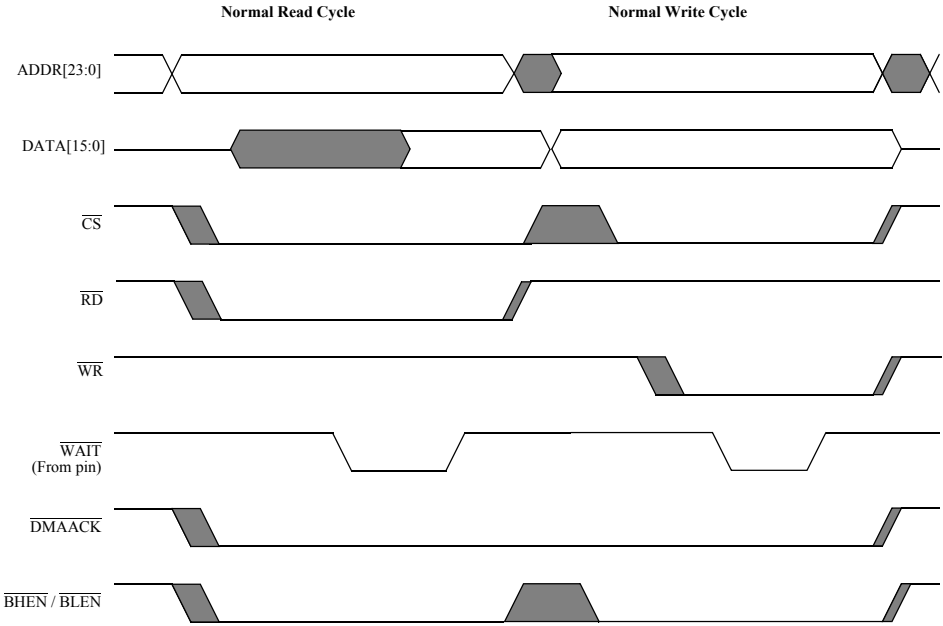 Normal Read Cycle
Normal Write Cycle
ADDR[23:0]
DATA[15:0]
CS
RD
WR
WAIT
(From pin)
DMAACK
BHEN / BLEN